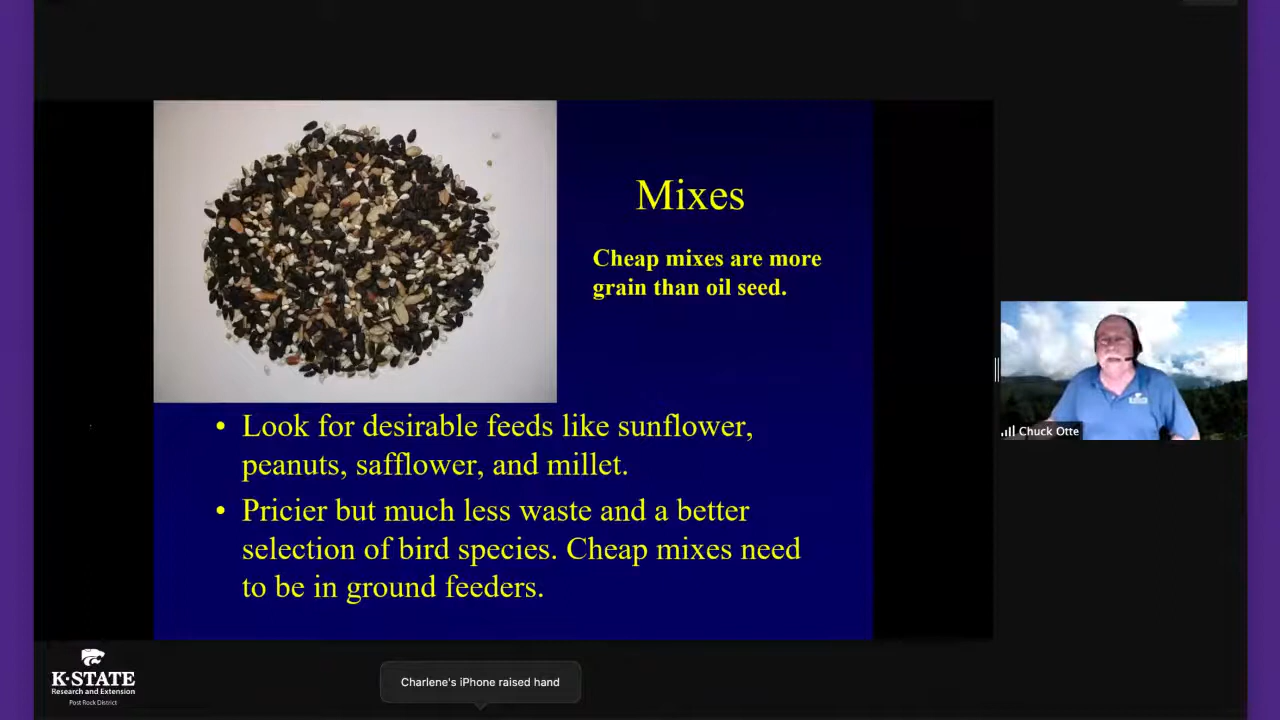 Mixes
Cheap mixes are more
grain than oil seed.
• Look for desirable feeds like sunflower,
peanuts, safflower, and millet.
• Pricier but much less waste and a better
selection of bird species. Cheap mixes need
to be in ground feeders.
Chuck Otte
K-STATE
Research and Extension
Post Rock District
Charlene's iPhone raised hand